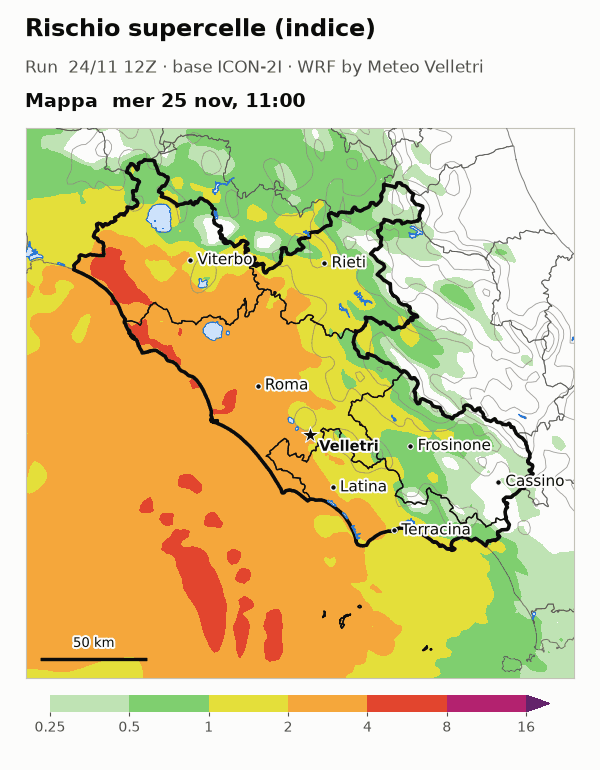 Rischio supercelle (indice)
Run  24/11 12Z · base ICON-2I · WRF by Meteo Velletri
Mappa  mer 25 nov, 11:00
Viterbo
Rieti
Roma
Velletri
Frosinone
Cassino
Latina
Terracina
50 km
0.25 0.5 1 2 4 8 16